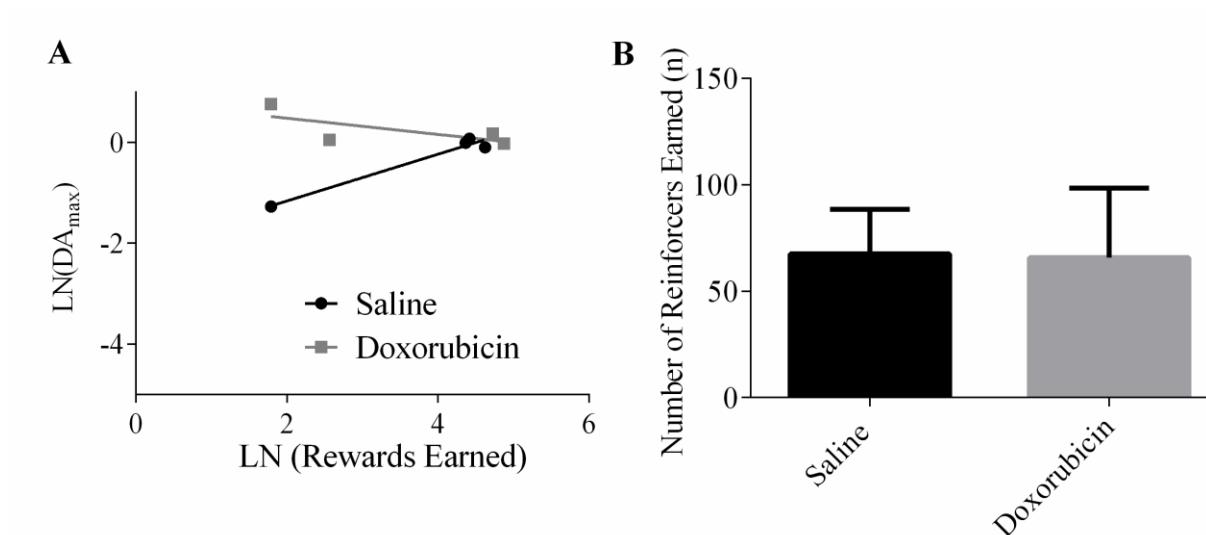 A
LN(DAmax)
0
-2
-4
Saline
Doxorubicin
0
2
4
6
LN (Rewards Earned)
B
Number of Reinforcers Earned (n)
150
100
50
0
Saline
Doxorubicin